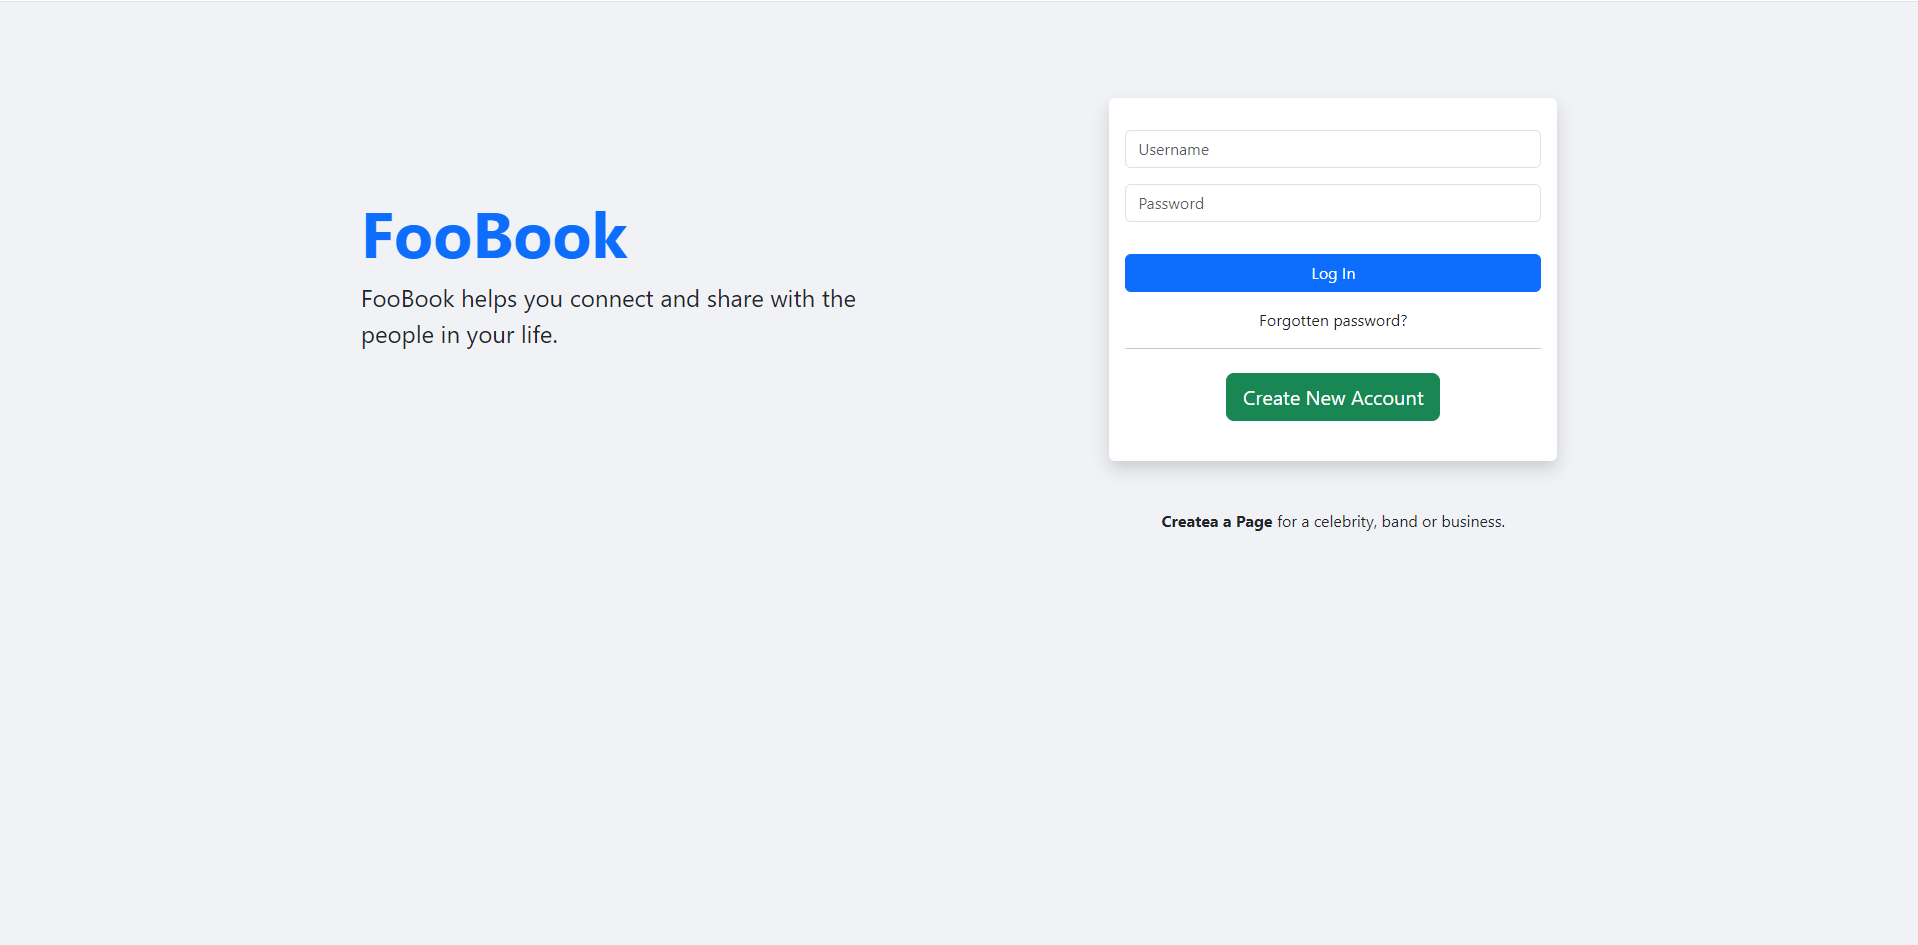 FooBook
FooBook helps you connect and share with the
people in your life.
Username
Password
Log In
Forgotten password?
Create New Account
Createa a Page for a celebrity, band or business.